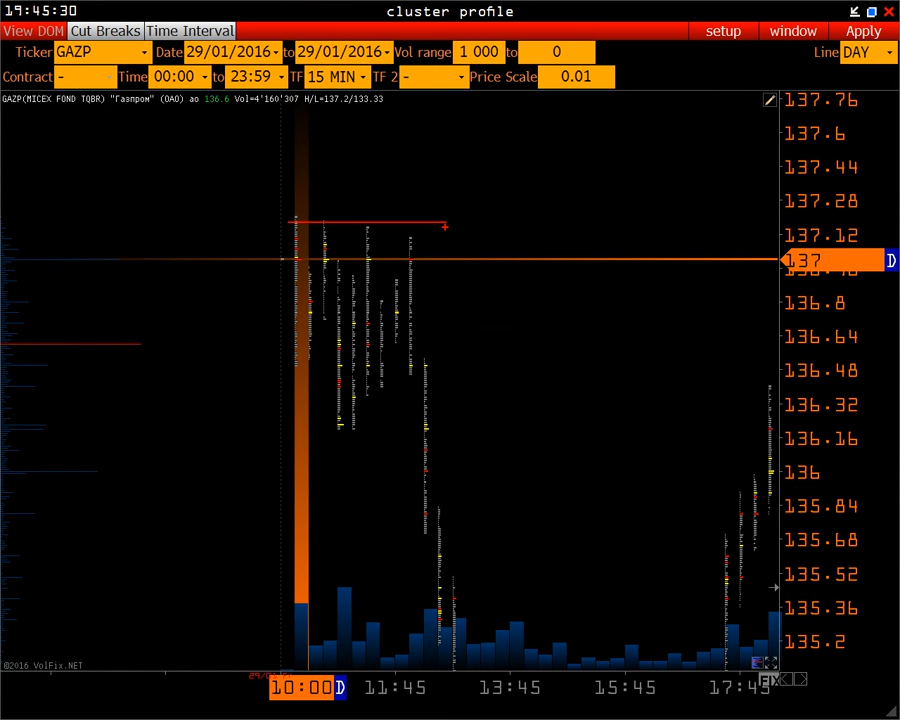 19:45:30 cluster profile
View DOM Cut Breaks Time Interval setup window Apply
Ticker GAZP Date 29/01/2016 to 29/01/2016 Vol range 1 000 to 0 Line DAY
Contract - Time 00:00 to 23:59 TF 15 MIN TF 2 - Price Scale 0.01
GAZP(MICEX FOND TQBR) "Газпром" (ОАО) ао 136.6 Vol=4'160'307 H/L=137.2/133.33
137.76
137.6
137.44
137.28
137.12
137 D
136.8
136.64
136.48
136.32
136.16
136
135.84
135.68
135.52
135.36
135.2
©2016 VolFix.NET
FIX
10:00 D 11:45 13:45 15:45 17:45